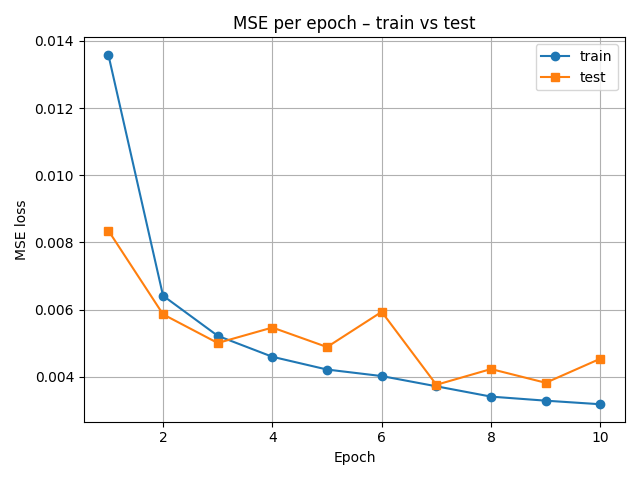 MSE per epoch – train vs test
train
test
MSE loss
0.014
0.012
0.010
0.008
0.006
0.004
2 4 6 8 10
Epoch